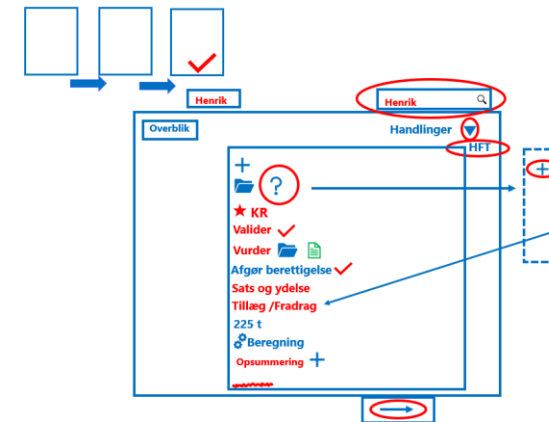 Henrik
Henrik
Overblik
Handlinger
HFT
?
KR
Valider
Vurder
Afgør berettigelse
Sats og ydelse
Tillæg /Fradrag
225 t
Beregning
Opsummering